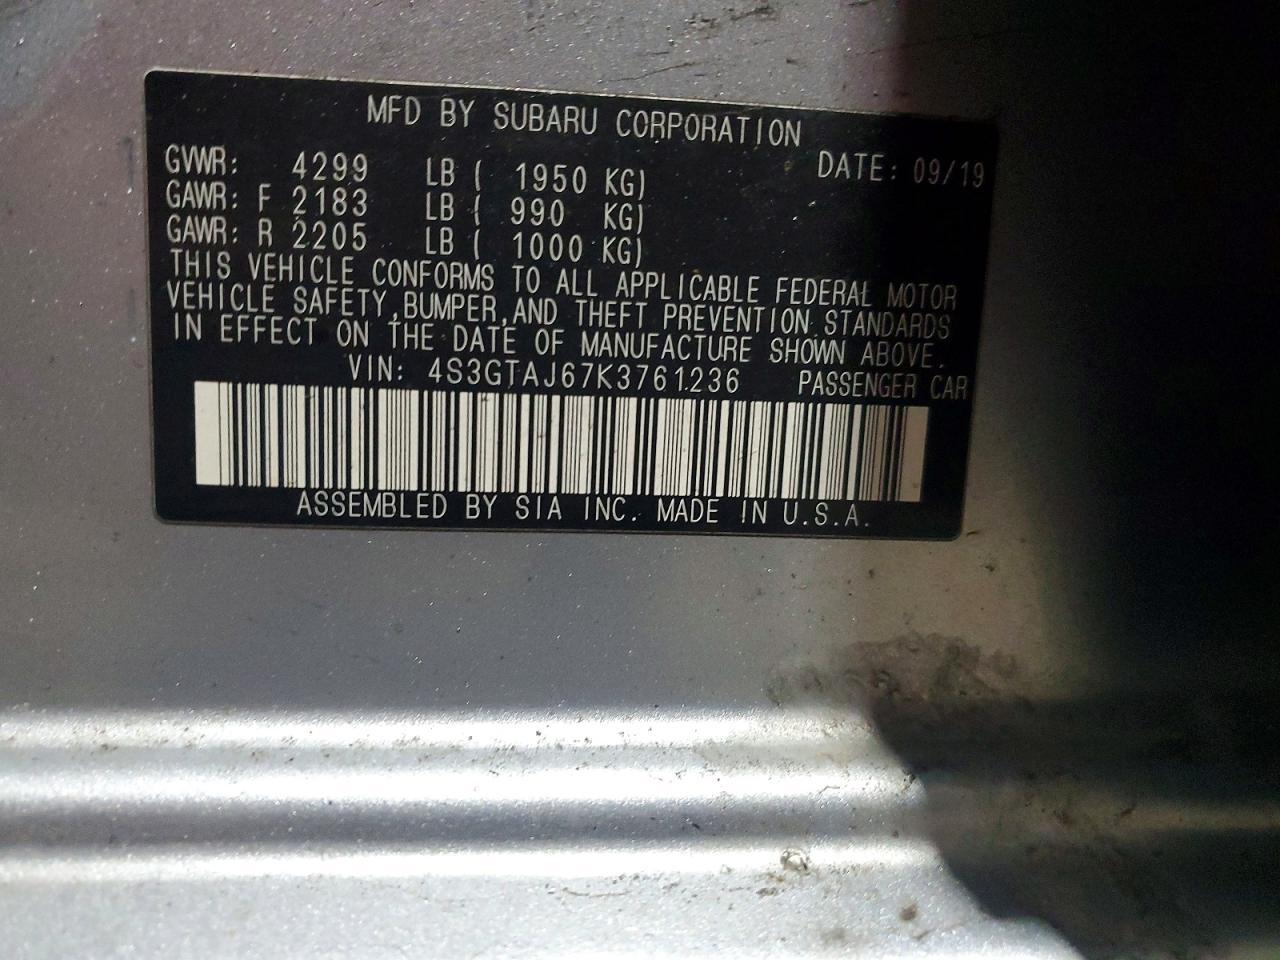 MFD BY SUBARU CORPORATION
DATE: 09/19
GVWR: 4299 LB ( 1950 KG)
GAWR: F 2183 LB ( 990 KG)
GAWR: R 2205 LB ( 1000 KG)
THIS VEHICLE CONFORMS TO ALL APPLICABLE FEDERAL MOTOR
VEHICLE SAFETY,BUMPER,AND THEFT PREVENTION STANDARDS
IN EFFECT ON THE DATE OF MANUFACTURE SHOWN ABOVE.
VIN: 4S3GTAJ67K3761236 PASSENGER CAR
ASSEMBLED BY SIA INC. MADE IN U.S.A.